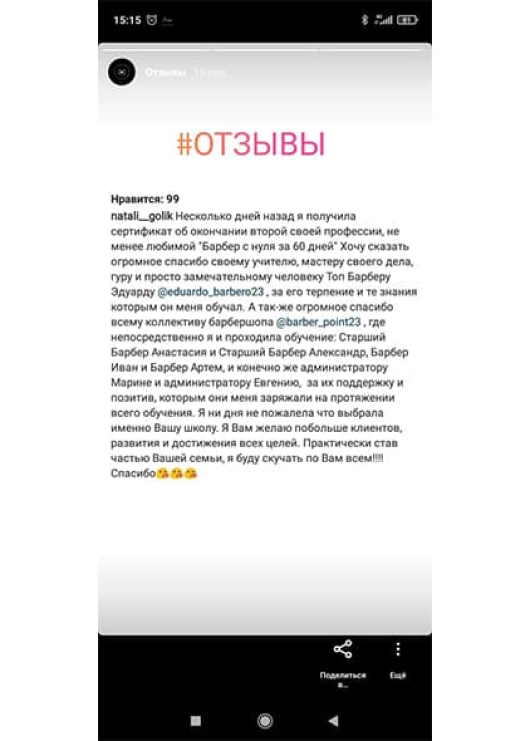 15:15
81
Отзывы
#ОТЗЫВЫ
Нравится: 99
natali__golik Несколько дней назад я получила
сертификат об окончании второй своей профессии, не
менее любимой "Барбер с нуля за 60 дней" Хочу сказать
огромное спасибо своему учителю, мастеру своего дела,
гуру и просто замечательному человеку Топ Барберу
Эдуарду @eduardo_barbero23 , за его терпение и те знания
которым он меня обучал. А так-же огромное спасибо
всему коллективу барбершопа @barber_point23 , где
непосредственно я и проходила обучение: Старший
Барбер Анастасия и Старший Барбер Александр, Барбер
Иван и Барбер Артем, и конечно же администратору
Марине и администратору Евгению, за их поддержку и
позитив, которым они меня заряжали на протяжении
всего обучения. Я ни дня не пожалела что выбрала
именно Вашу школу. Я Вам желаю побольше клиентов,
развития и достижения всех целей. Практически став
частью Вашей семьи, я буду скучать по Вам всем!!!!
Спасибо😘😘😘
Поделиться
в...
Ещё